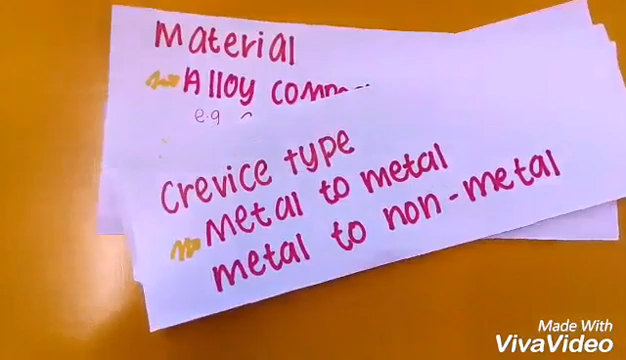 Material
Alloy
e.g
Crevice type
metal to metal
metal to non-metal
Made With
VivaVideo